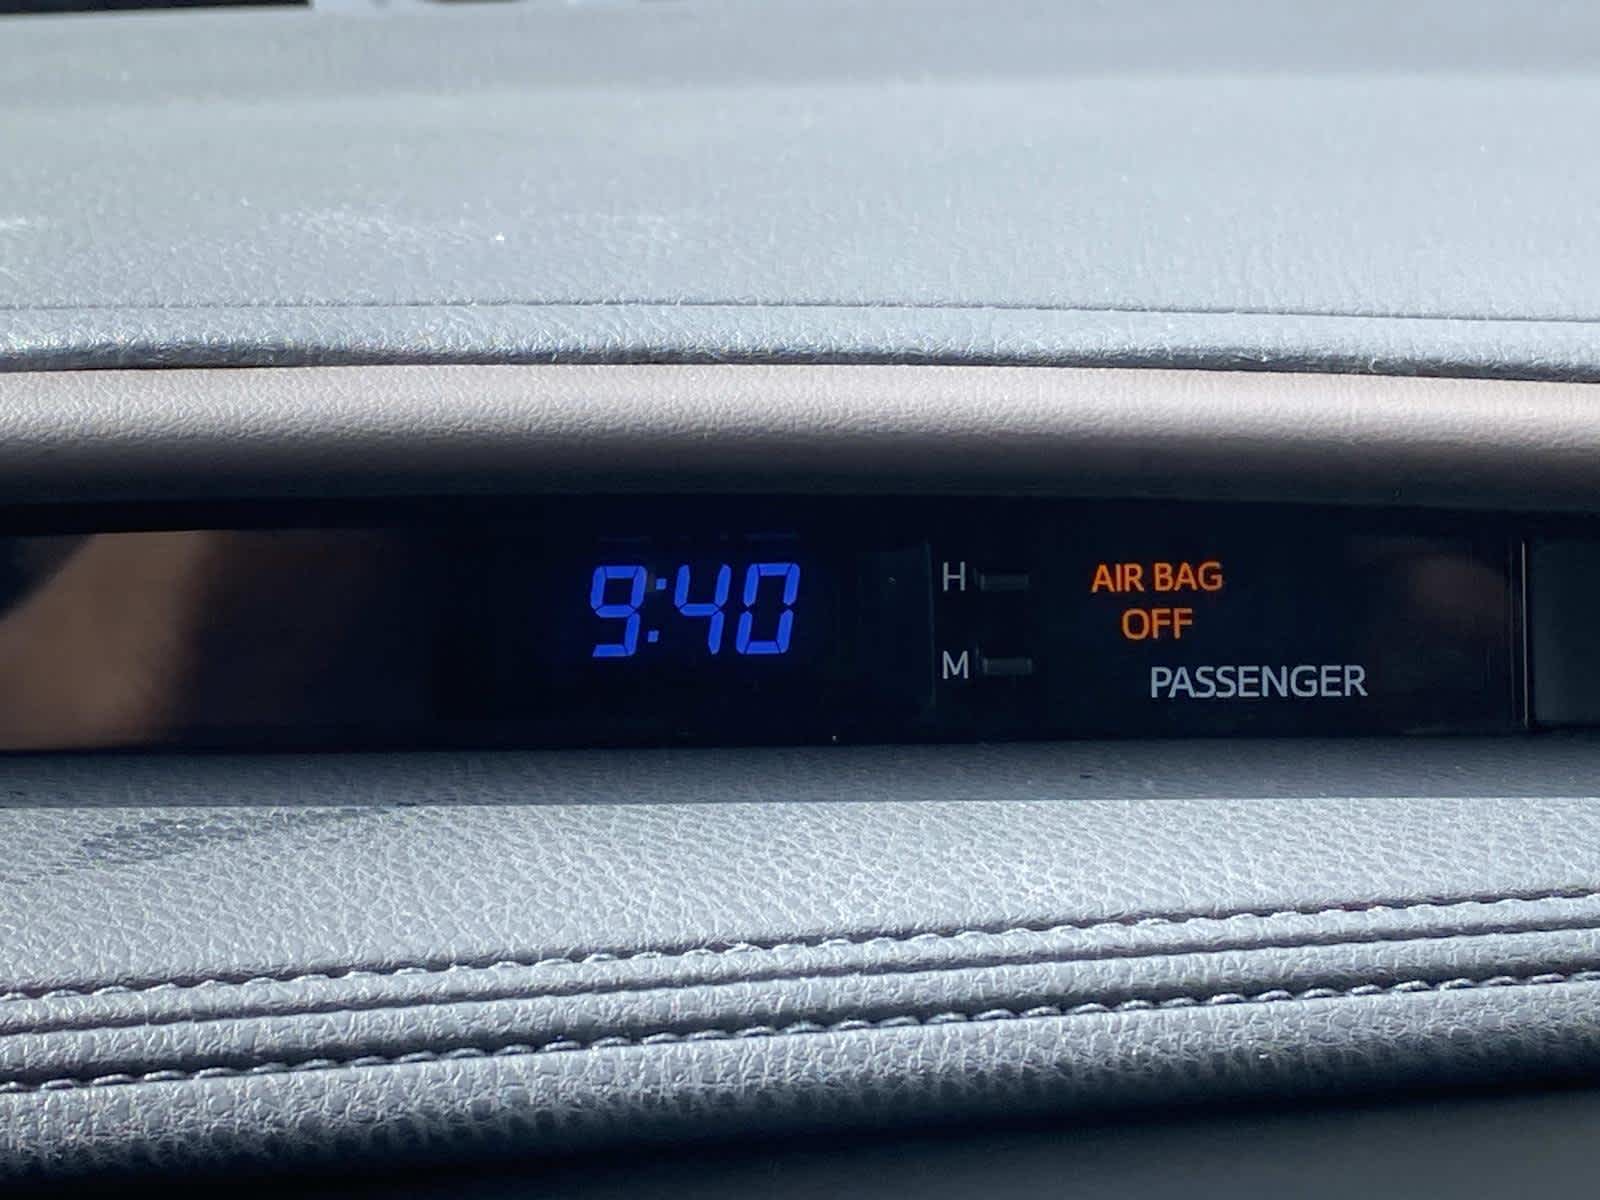 9:40
H
M
AIR BAG
OFF
PASSENGER